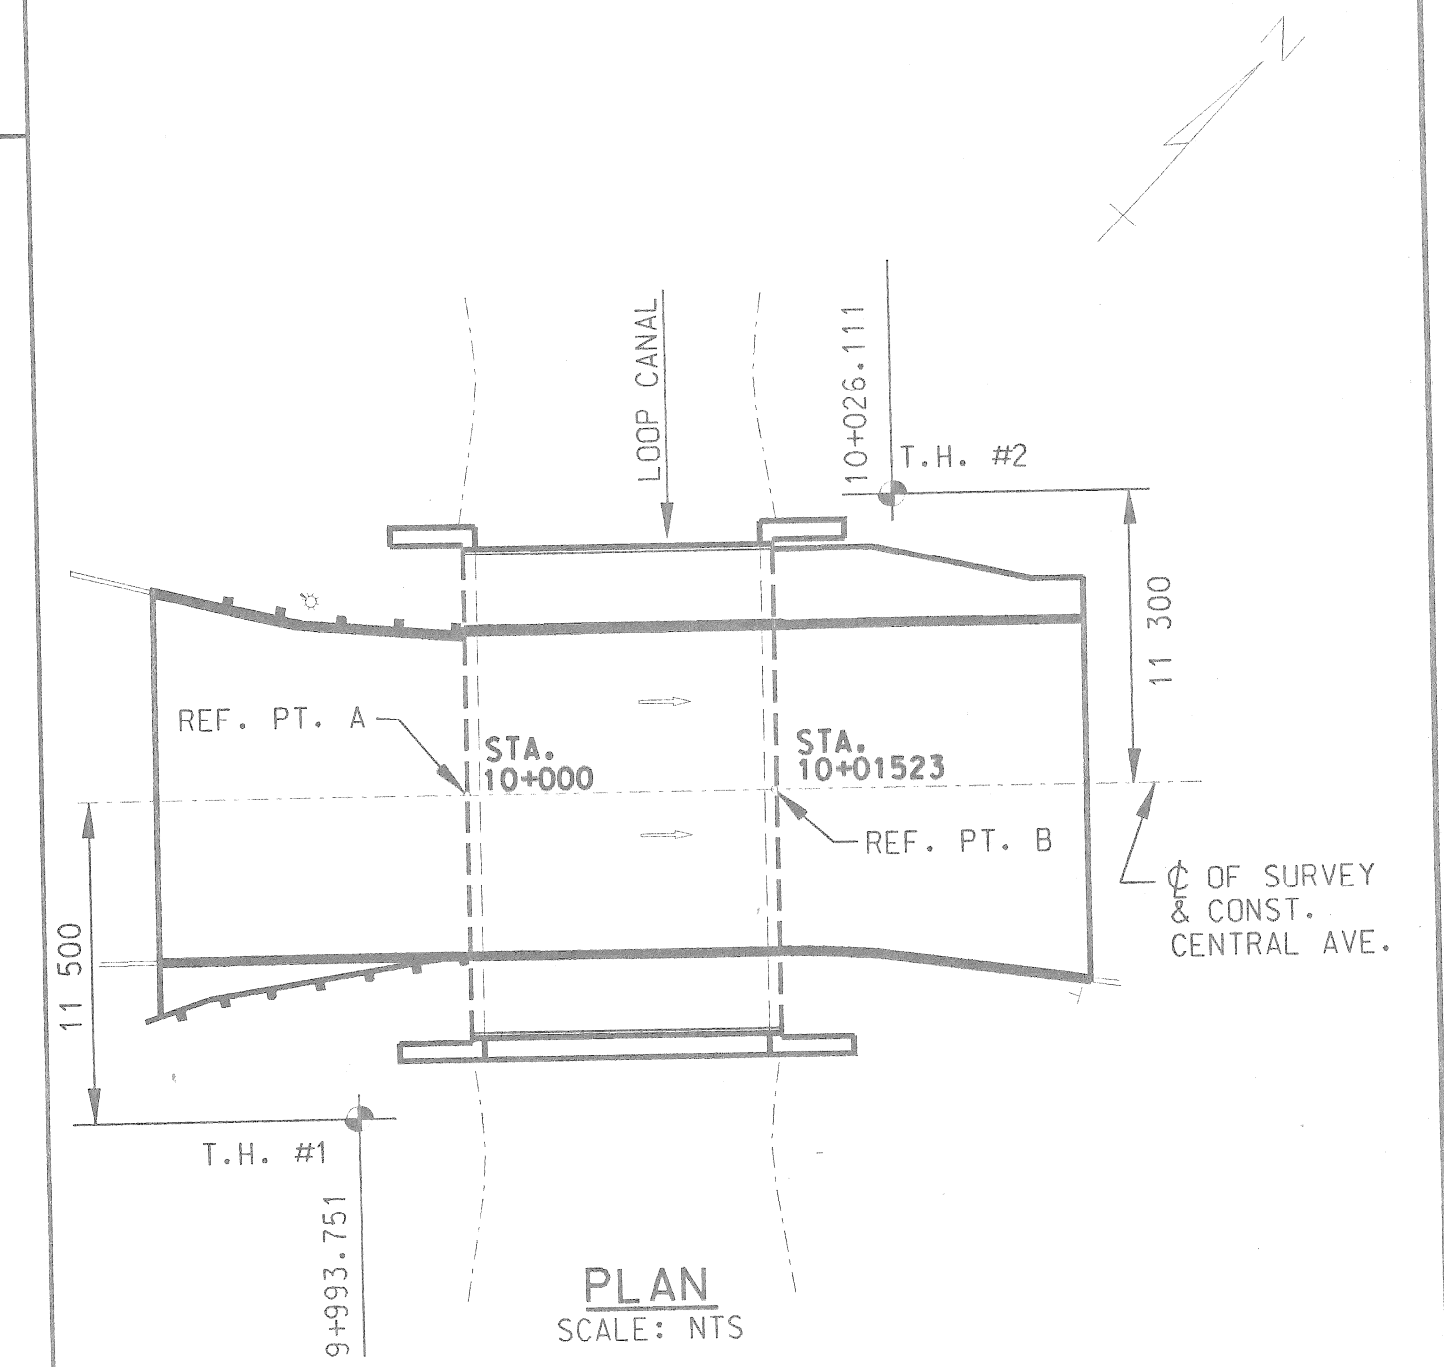 N
LOOP CANAL
10+026.111
T.H. #2
11 300
REF. PT. A
STA.
10+000
STA.
10+01523
REF. PT. B
℄ OF SURVEY
& CONST.
CENTRAL AVE.
11 500
T.H. #1
9+993.751
PLAN
SCALE: NTS